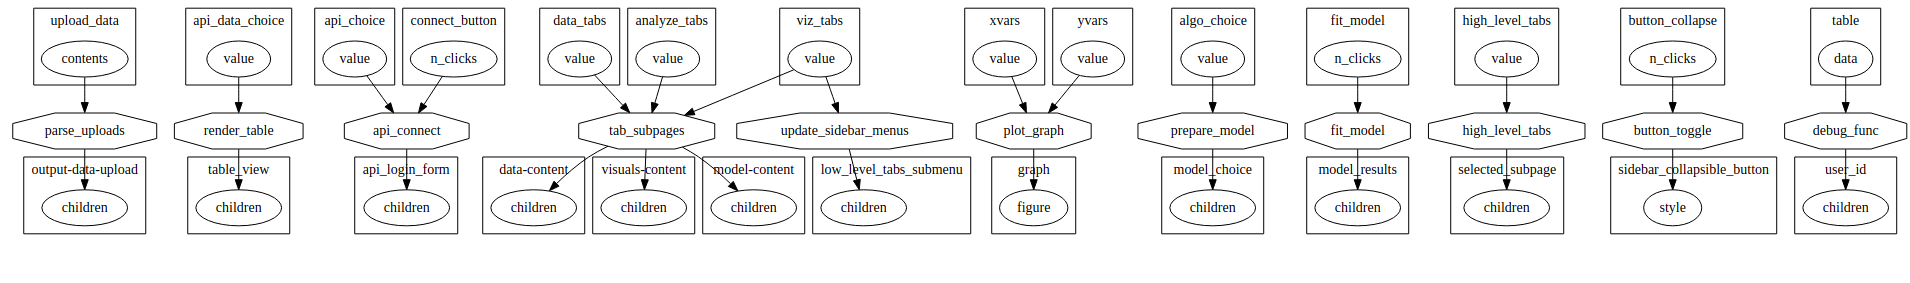 upload_data
api_data_choice
api_choice
connect_button
data_tabs
analyze_tabs
viz_tabs
xvars
yvars
algo_choice
fit_model
high_level_tabs
button_collapse
table
contents
value
value
n_clicks
value
value
value
value
value
value
n_clicks
value
n_clicks
data
parse_uploads
render_table
api_connect
tab_subpages
update_sidebar_menus
plot_graph
prepare_model
fit_model
high_level_tabs
button_toggle
debug_func
output-data-upload
table_view
api_login_form
data-content
visuals-content
model-content
low_level_tabs_submenu
graph
model_choice
model_results
selected_subpage
sidebar_collapsible_button
user_id
children
children
children
children
children
children
children
figure
children
children
children
style
children